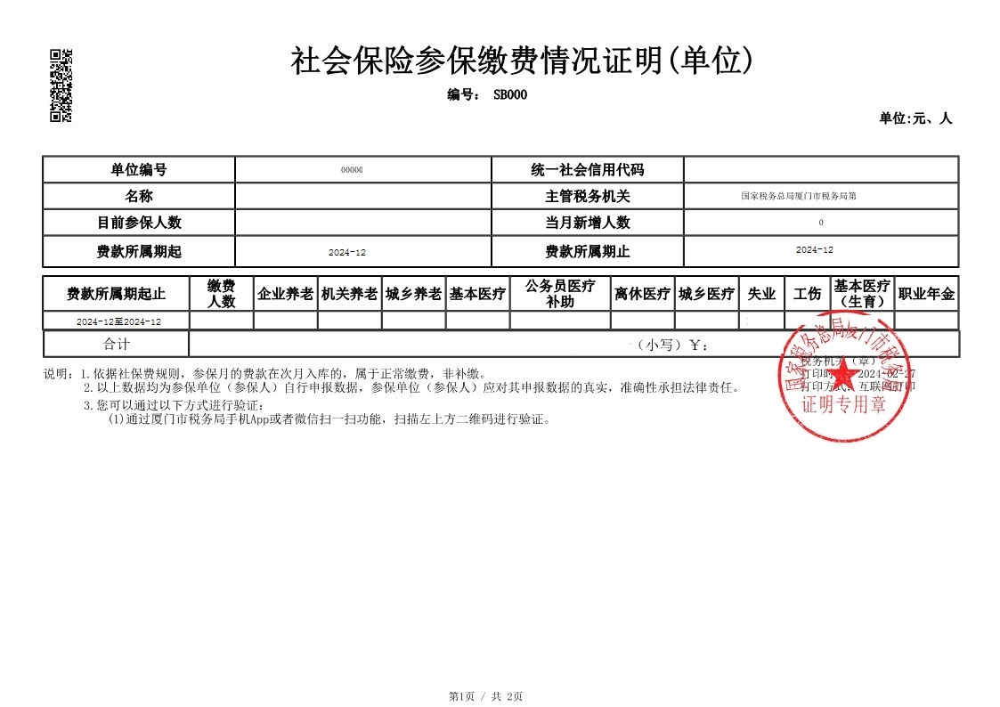 社会保险参保缴费情况证明(单位)
编号： SB000
单位:元、人
单位编号 00000 统一社会信用代码
名称 主管税务机关 国家税务总局厦门市税务局第
目前参保人数 当月新增人数 0
费款所属期起 2024-12 费款所属期止 2024-12
费款所属期起止 缴费人数 企业养老 机关养老 城乡养老 基本医疗 公务员医疗补助 离休医疗 城乡医疗 失业 工伤 基本医疗（生育） 职业年金
2024-12至2024-12
合计 （小写）￥:
说明：1.依据社保费规则，参保月的费款在次月入库的，属于正常缴费，非补缴。
2.以上数据均为参保单位（参保人）自行申报数据，参保单位（参保人）应对其申报数据的真实，准确性承担法律责任。
3.您可以通过以下方式进行验证：
(1)通过厦门市税务局手机App或者微信扫一扫功能，扫描左上方二维码进行验证。
税务机关（章）
打印时 2024-02-27
打印方式：互联网打印
国家税务总局厦门市税务局
证明专用章
第1页 / 共 2页